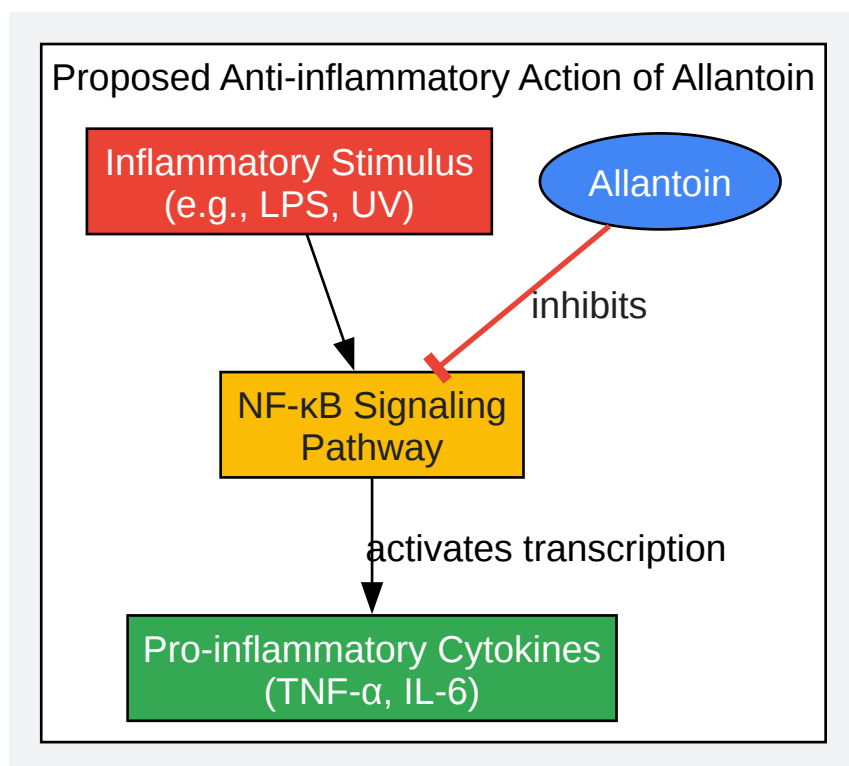 Proposed Anti-inflammatory Action of Allantoin
Inflammatory Stimulus
(e.g., LPS, UV)
Allantoin
inhibits
NF-κB Signaling
Pathway
activates transcription
Pro-inflammatory Cytokines
(TNF-α, IL-6)